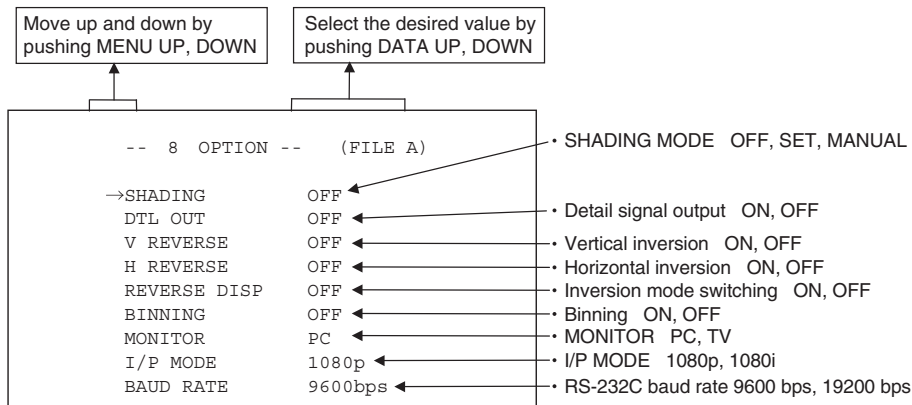 Move up and down by
pushing MENU UP, DOWN
Select the desired value by
pushing DATA UP, DOWN
-- 8 OPTION -- (FILE A)
→SHADING OFF
DTL OUT OFF
V REVERSE OFF
H REVERSE OFF
REVERSE DISP OFF
BINNING OFF
MONITOR PC
I/P MODE 1080p
BAUD RATE 9600bps
・SHADING MODE OFF, SET, MANUAL
・Detail signal output ON, OFF
・Vertical inversion ON, OFF
・Horizontal inversion ON, OFF
・Inversion mode switching ON, OFF
・Binning ON, OFF
・MONITOR PC, TV
・I/P MODE 1080p, 1080i
・RS-232C baud rate 9600 bps, 19200 bps